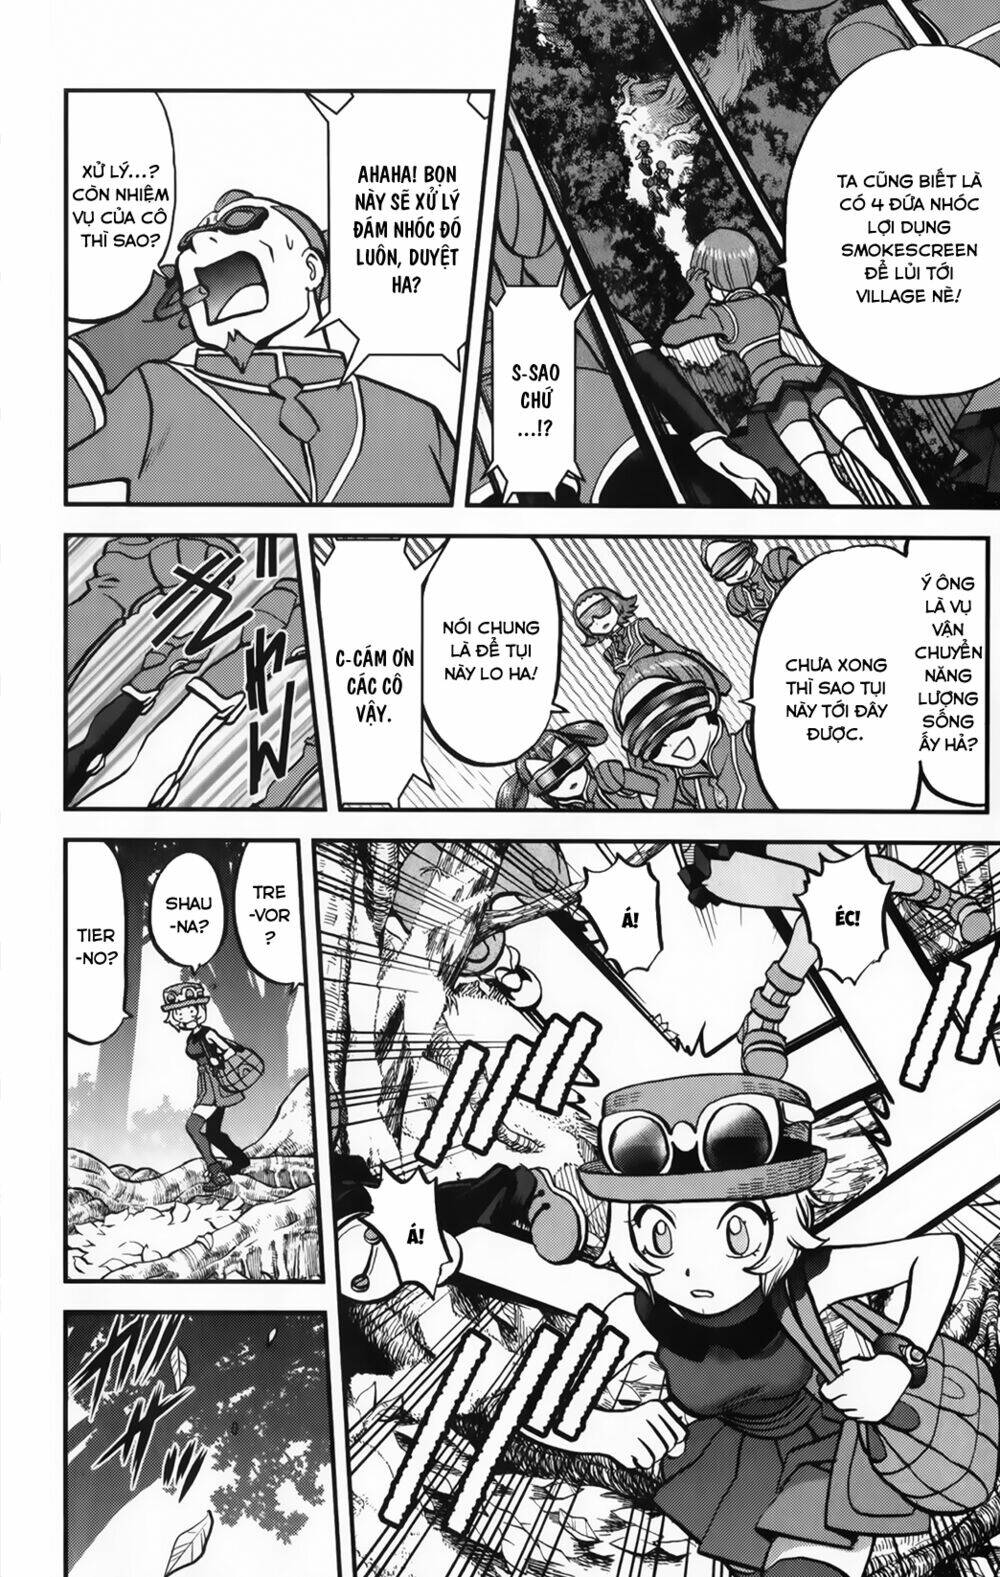 TA CŨNG BIẾT LÀ
CÓ 4 ĐỨA NHÓC
LỢI DỤNG
SMOKESCREEN
ĐỂ LỦI TỚI
VILLAGE NÈ!
S-SAO
CHỨ
...!?
AHAHA! BỌN
NÀY SẼ XỬ LÝ
ĐÁM NHÓC ĐÓ
LUÔN, DUYỆT
HA?
XỬ LÝ...?
CÒN NHIỆM
VỤ CỦA CÔ
THÌ SAO?
Ý ÔNG
LÀ VỤ
VẬN
CHUYỂN
NĂNG
LƯỢNG
SỐNG
ẤY HẢ?
CHƯA XONG
THÌ SAO TỤI
NÀY TỚI ĐÂY
ĐƯỢC.
NÓI CHUNG
LÀ ĐỂ TỤI
NÀY LO HA!
C-CÁM ƠN
CÁC CÔ
VẬY.
ÉC!
Á!
Á!
TRE
-VOR
?
SHAU
-NA?
TIER
-NO?